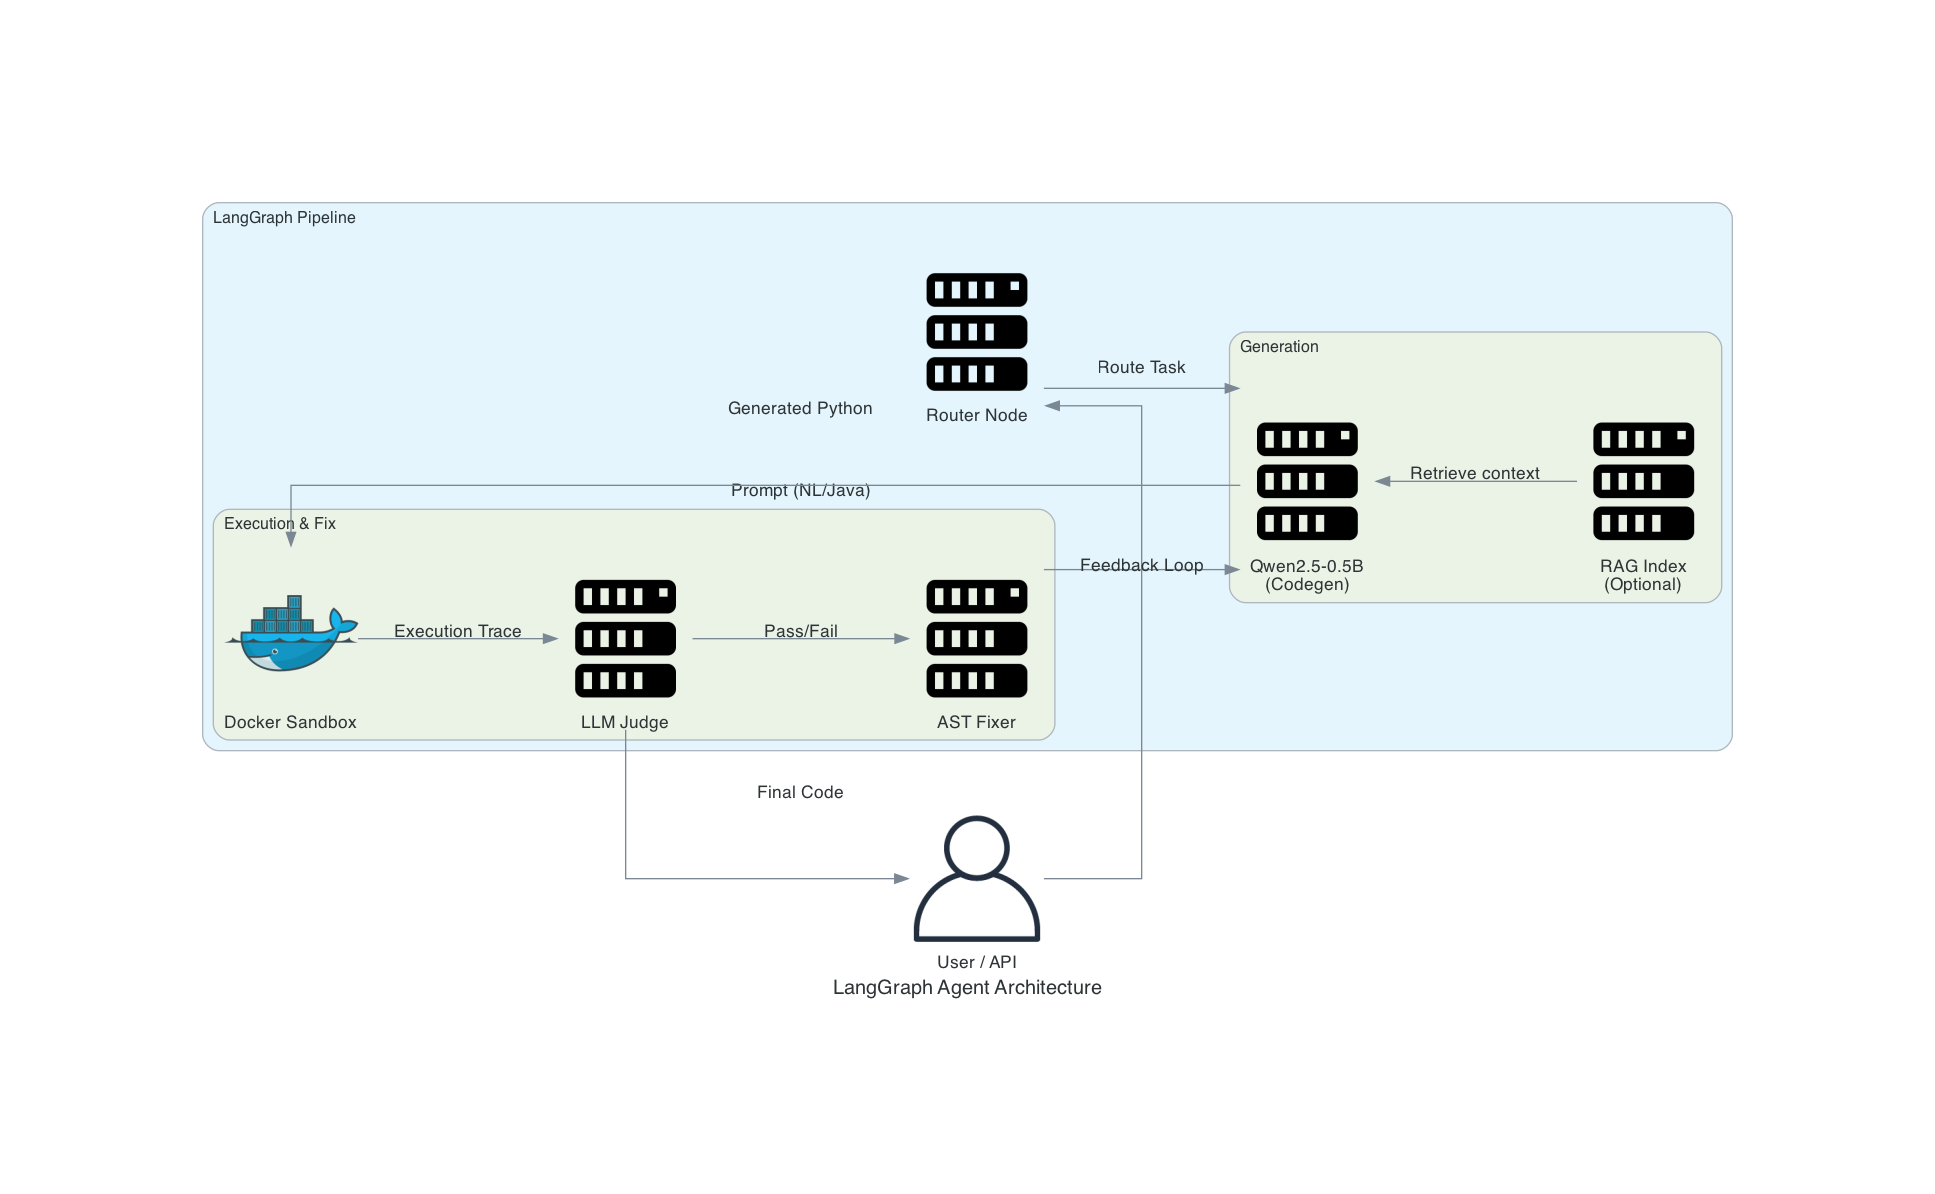 LangGraph Pipeline
Generation
Route Task
Generated Python
Router Node
Retrieve context
Prompt (NL/Java)
Execution & Fix
Feedback Loop
Qwen2.5-0.5B
(Codegen)
RAG Index
(Optional)
Execution Trace
Pass/Fail
Docker Sandbox
LLM Judge
AST Fixer
Final Code
User / API
LangGraph Agent Architecture